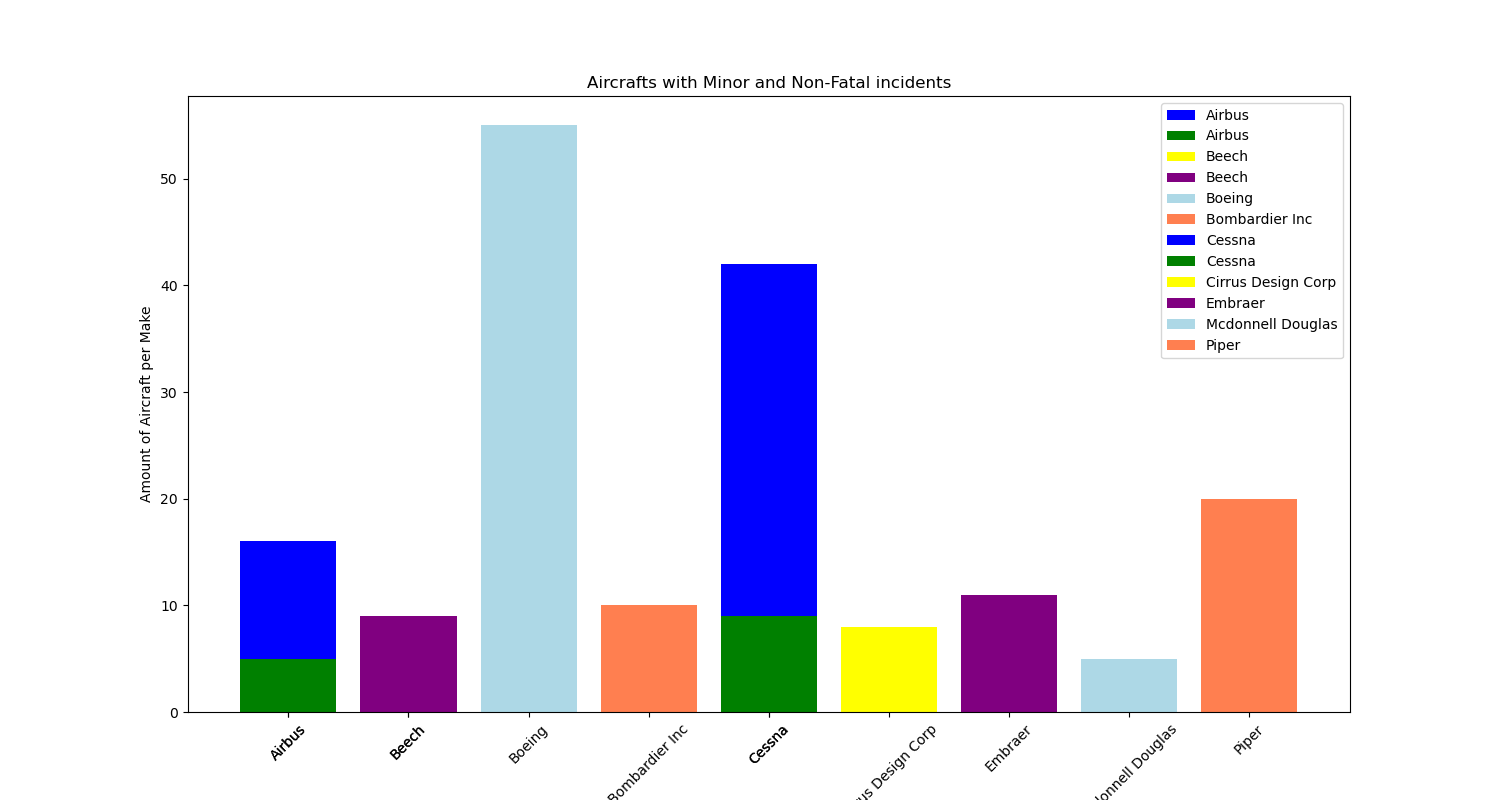 Aircrafts with Minor and Non-Fatal incidents
Airbus
Airbus
Beech
Beech
Boeing
Bombardier Inc
Cessna
Cessna
Cirrus Design Corp
Embraer
Mcdonnell Douglas
Piper
Amount of Aircraft per Make
50
40
30
20
10
0
Airbus
Beech
Boeing
Bombardier Inc
Cessna
us Design Corp
Embraer
onnell Douglas
Piper